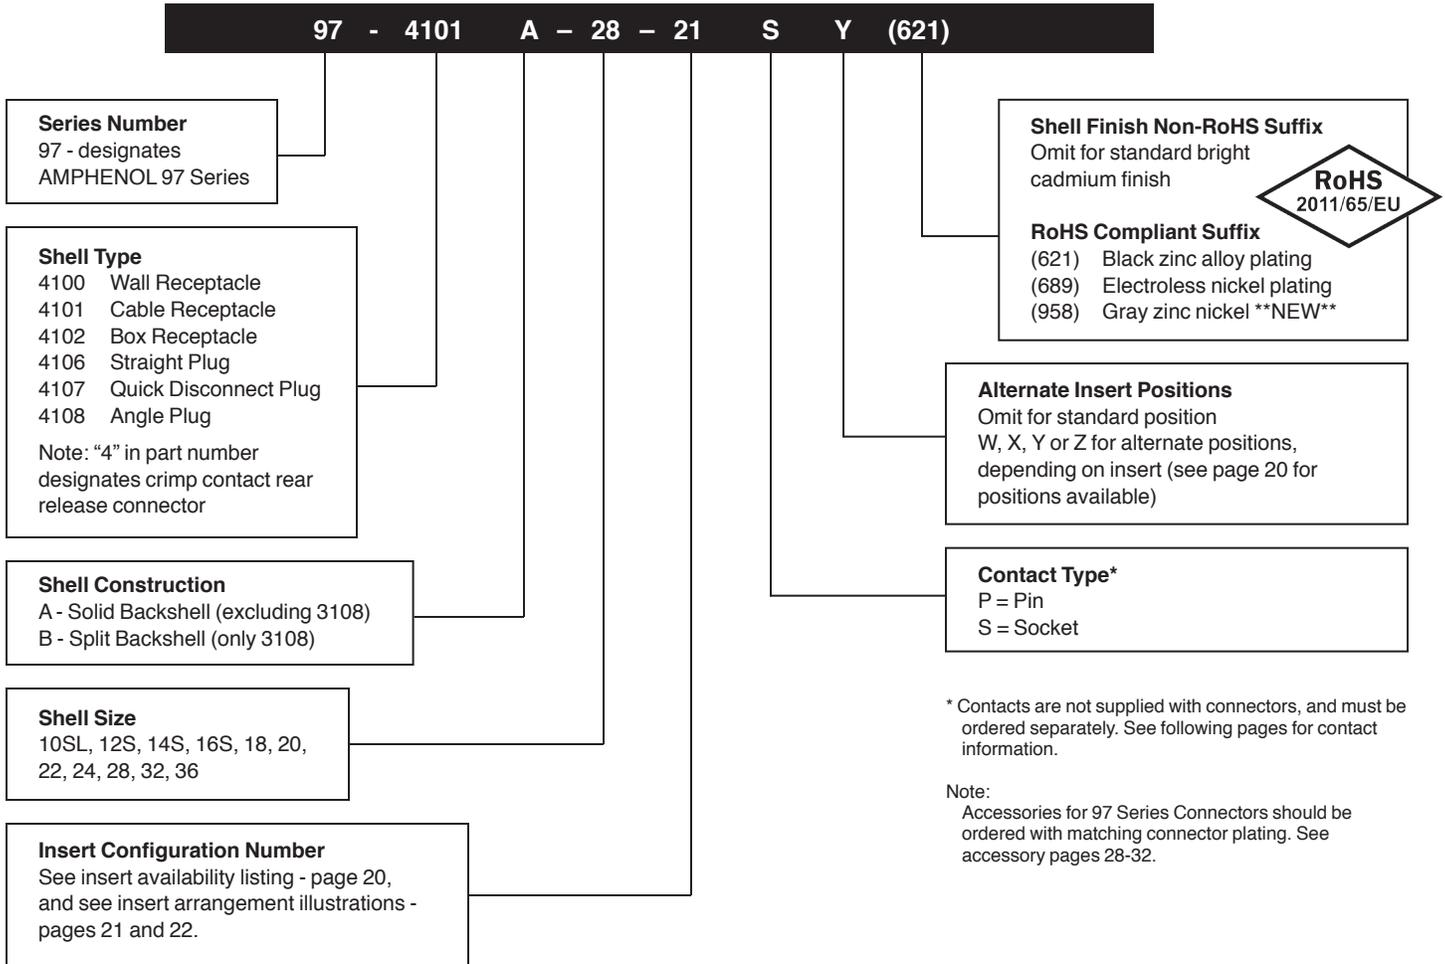 97 - 4101 A – 28 – 21 S Y (621)
Series Number
97 - designates
AMPHENOL 97 Series
Shell Type
4100 Wall Receptacle
4101 Cable Receptacle
4102 Box Receptacle
4106 Straight Plug
4107 Quick Disconnect Plug
4108 Angle Plug
Note: “4” in part number
designates crimp contact rear
release connector
Shell Construction
A - Solid Backshell (excluding 3108)
B - Split Backshell (only 3108)
Shell Size
10SL, 12S, 14S, 16S, 18, 20,
22, 24, 28, 32, 36
Insert Configuration Number
See insert availability listing - page 20,
and see insert arrangement illustrations -
pages 21 and 22.
Shell Finish Non-RoHS Suffix
Omit for standard bright
cadmium finish
RoHS
2011/65/EU
RoHS Compliant Suffix
(621) Black zinc alloy plating
(689) Electroless nickel plating
(958) Gray zinc nickel **NEW**
Alternate Insert Positions
Omit for standard position
W, X, Y or Z for alternate positions,
depending on insert (see page 20 for
positions available)
Contact Type*
P = Pin
S = Socket
* Contacts are not supplied with connectors, and must be
ordered separately. See following pages for contact
information.
Note:
Accessories for 97 Series Connectors should be
ordered with matching connector plating. See
accessory pages 28-32.